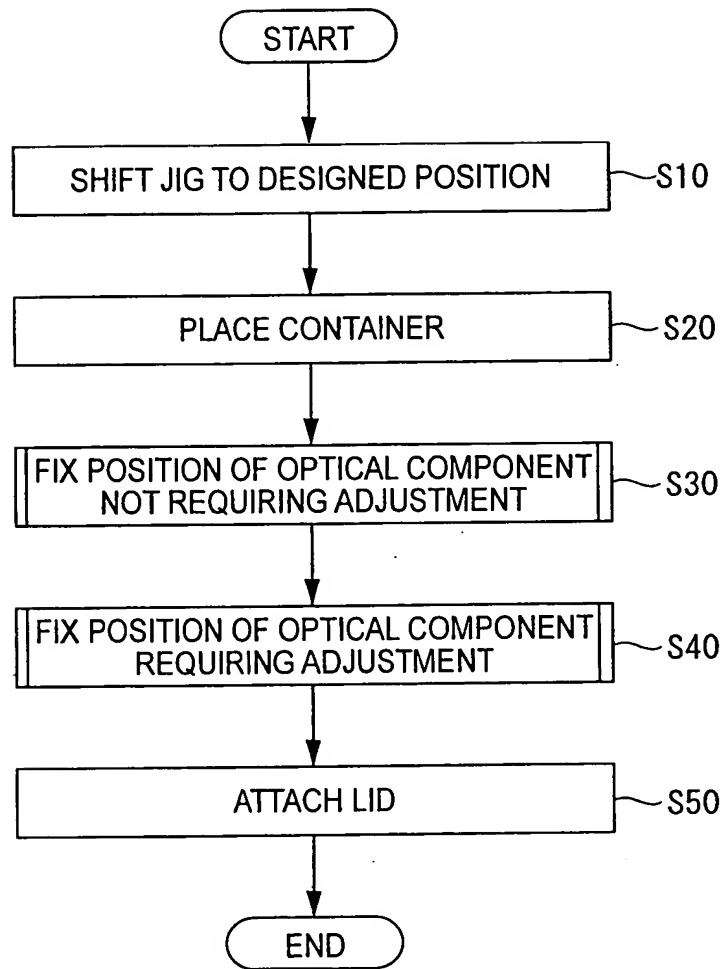 START
SHIFT JIG TO DESIGNED POSITION
S10
PLACE CONTAINER
S20
FIX POSITION OF OPTICAL COMPONENT
NOT REQUIRING ADJUSTMENT
S30
FIX POSITION OF OPTICAL COMPONENT
REQUIRING ADJUSTMENT
S40
ATTACH LID
S50
END